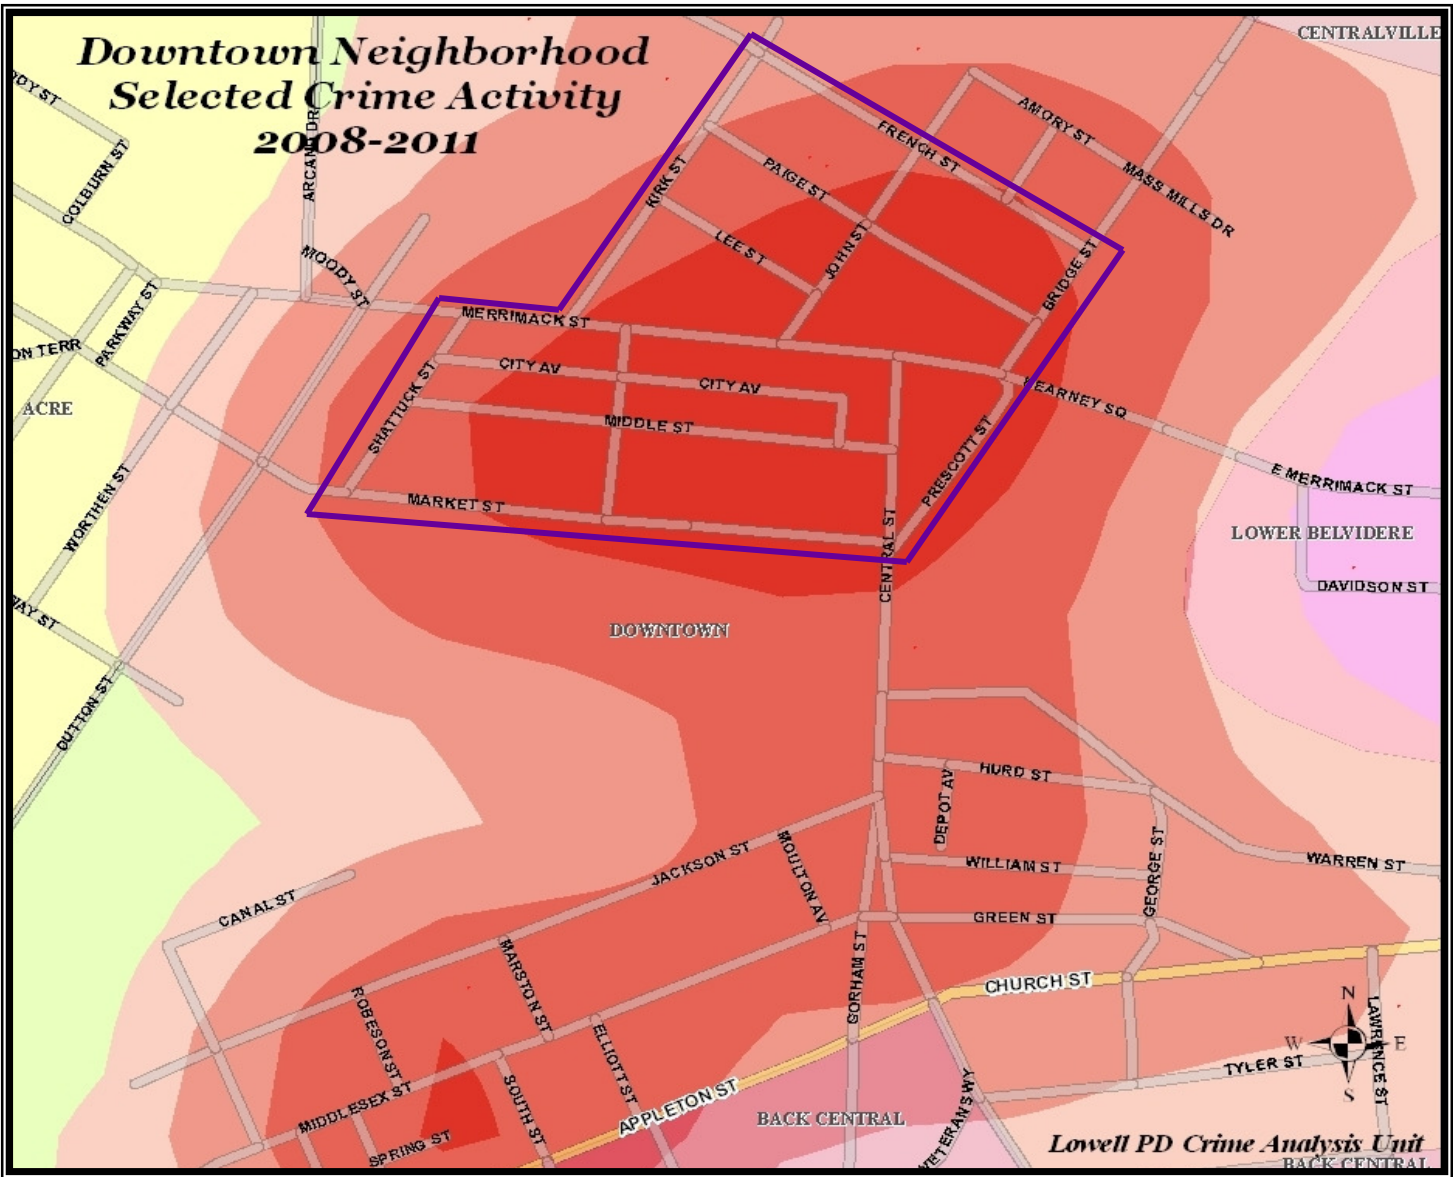 Downtown Neighborhood
Selected Crime Activity
2008-2011
CENTRALVILLE
ODY ST
COLBURN ST
ARCAND DR
MOODY ST
KIRK ST
PAIGE ST
FRENCH ST
AMORY ST
MASS MILLS DR
LEE ST
JOHN ST
BRIDGE ST
PARKWAY ST
ON TERR
ACRE
MERRIMACK ST
CITY AV
CITY AV
SHATTUCK ST
MIDDLE ST
KEARNEY SQ
PRESCOTT ST
E MERRIMACK ST
WORTHEN ST
MARKET ST
CENTRAL ST
LOWER BELVIDERE
DAVIDSON ST
WAY ST
DOWNTOWN
DUTTON ST
HURD ST
DEPOT AV
JACKSON ST
MOULTON AV
WILLIAM ST
GEORGE ST
WARREN ST
CANAL ST
GREEN ST
MARSTON ST
GORHAM ST
CHURCH ST
ROBESON ST
ELLIOTT ST
N
W
E
S
LAWRENCE ST
TYLER ST
MIDDLESEX ST
SOUTH ST
APPLETON ST
BACK CENTRAL
VETERANS WY
SPRING ST
Lowell PD Crime Analysis Unit
BACK CENTRAL